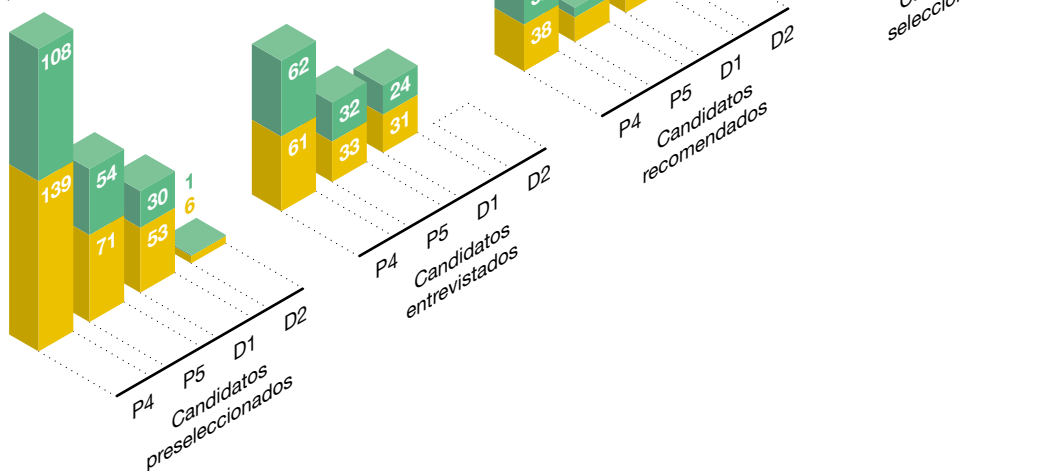 108
139
54
71
30
53
1
6
P4
P5
D1
D2
Candidatos
preseleccionados
62
61
32
33
24
31
P4
P5
D1
D2
Candidatos
entrevistados
38
P4
P5
D1
D2
Candidatos
recomendados